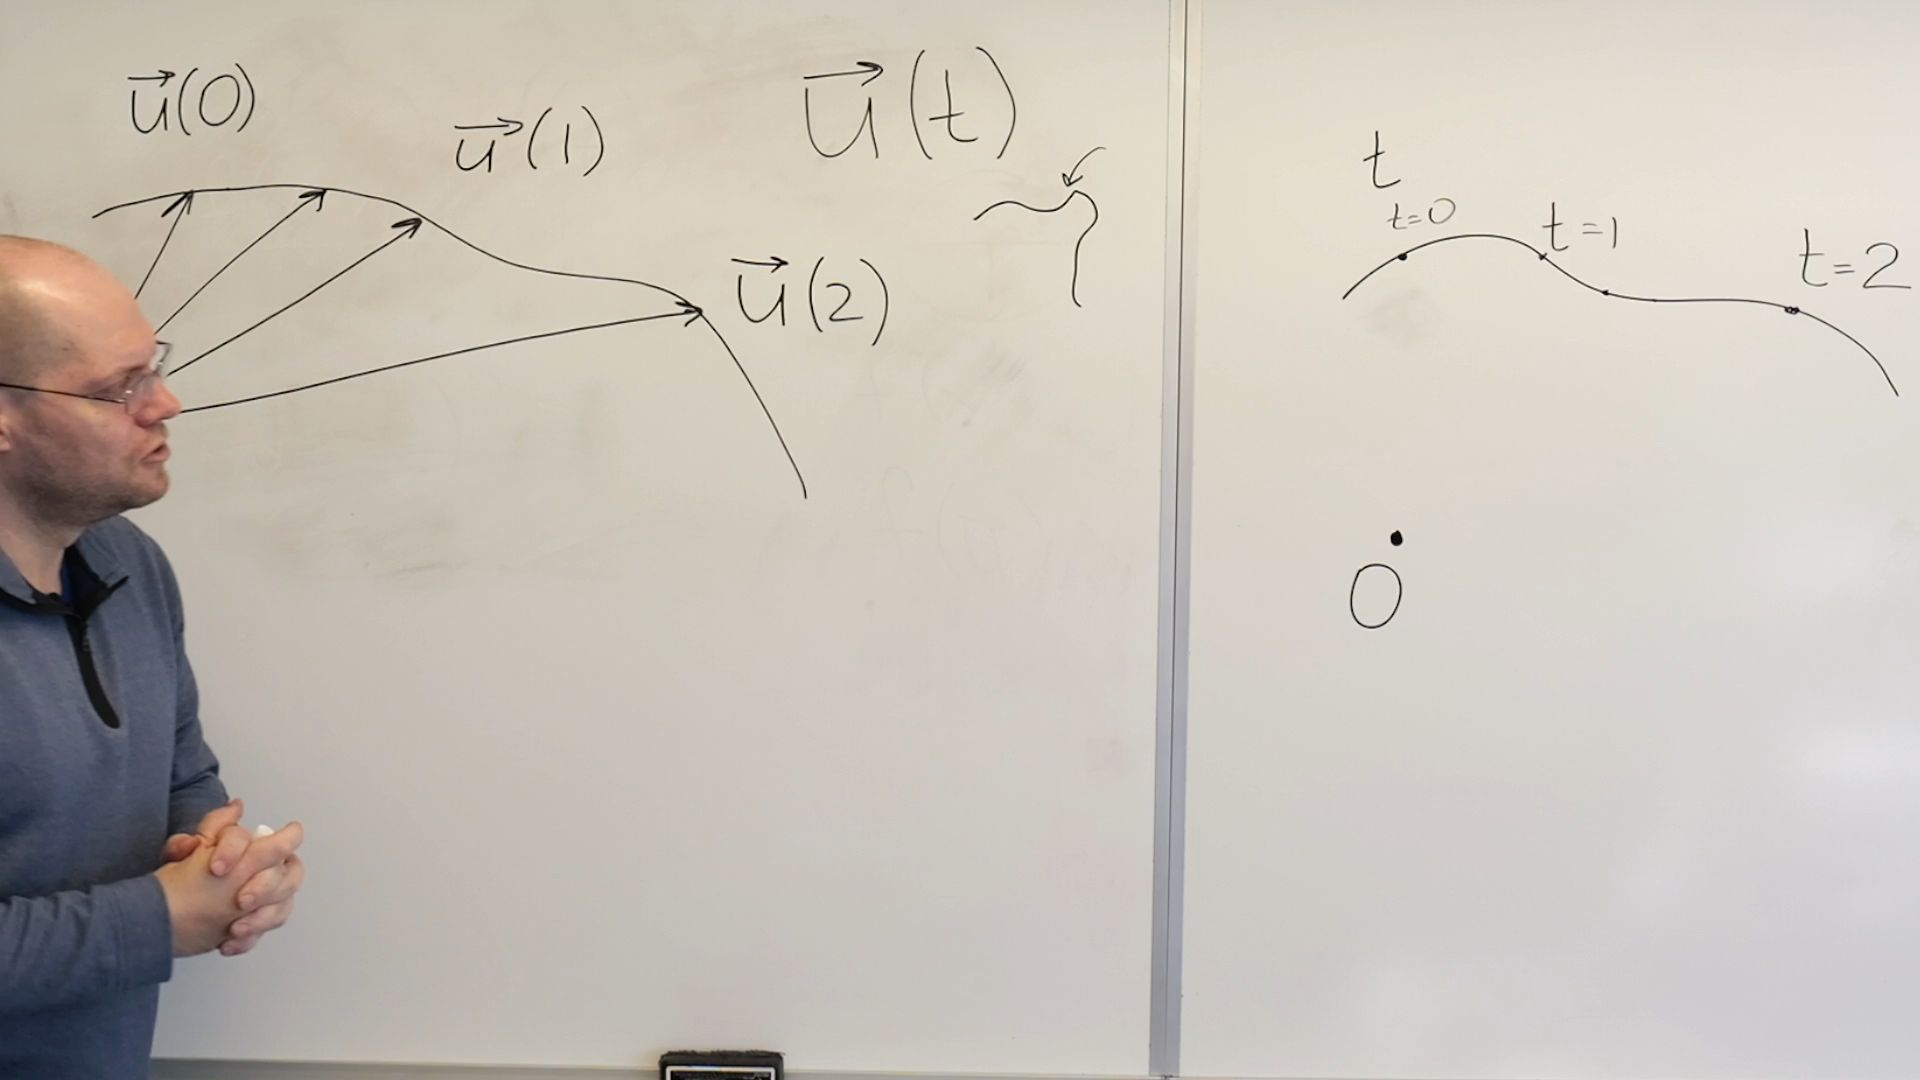 u⃗(0)
u⃗(1)
u⃗(t)
u⃗(2)
t
t=0
t=1
t=2
O